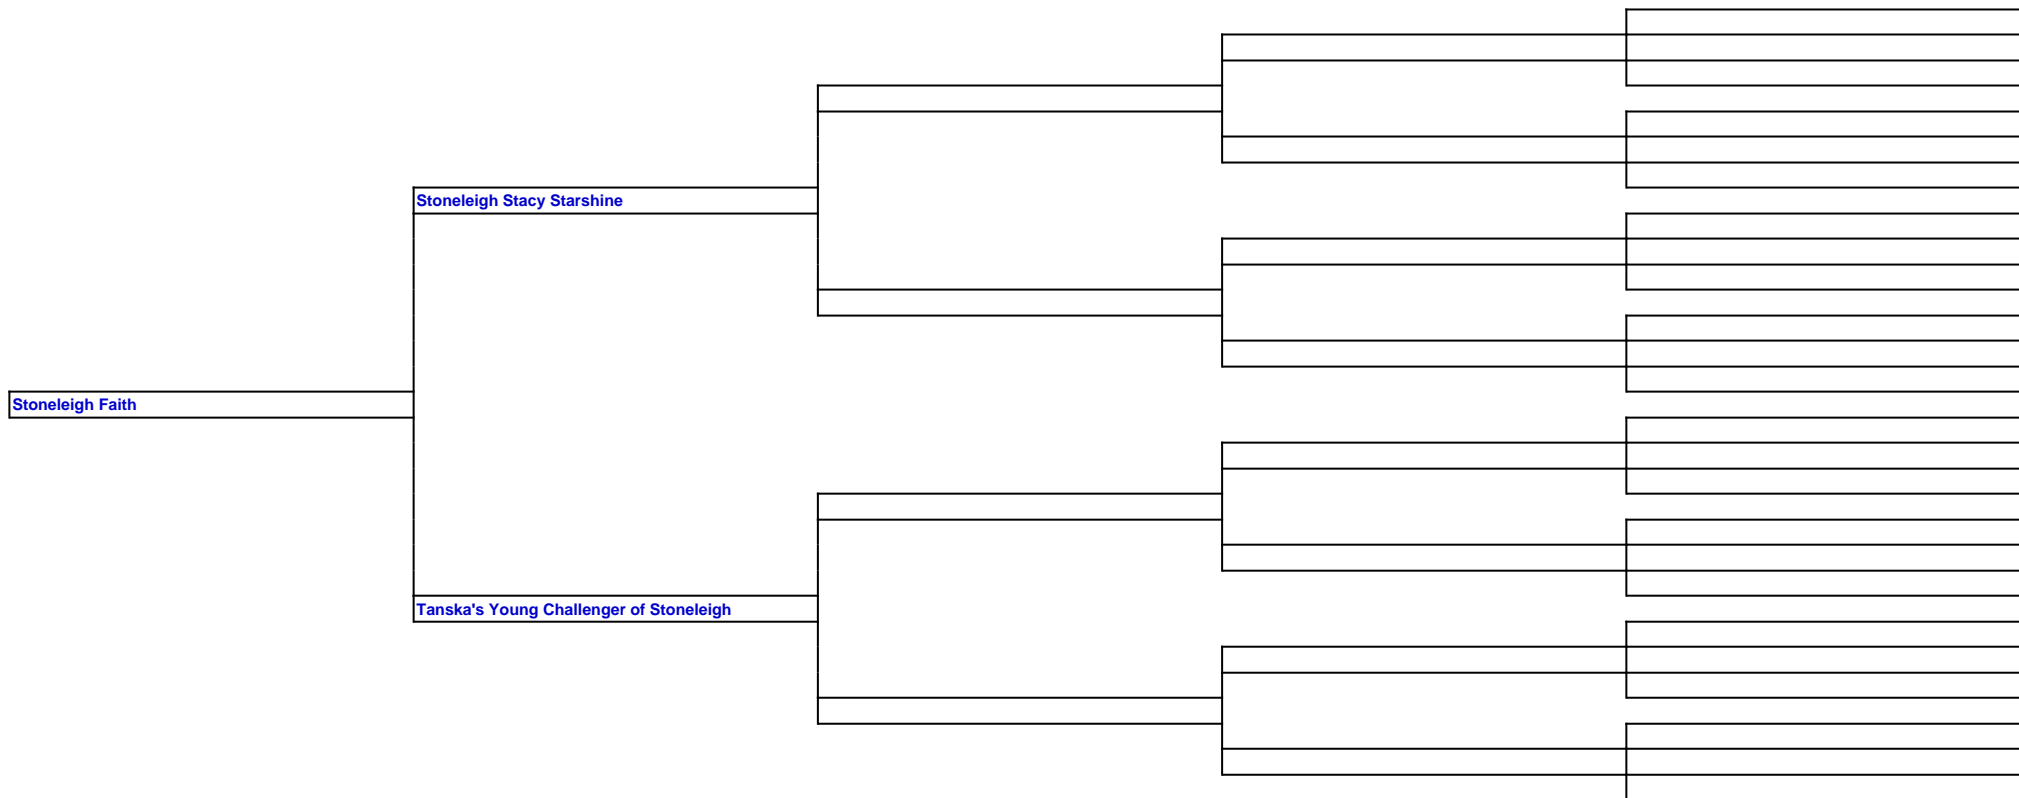 Stoneleigh Stacy Starshine
Stoneleigh Faith
Tanska's Young Challenger of Stoneleigh